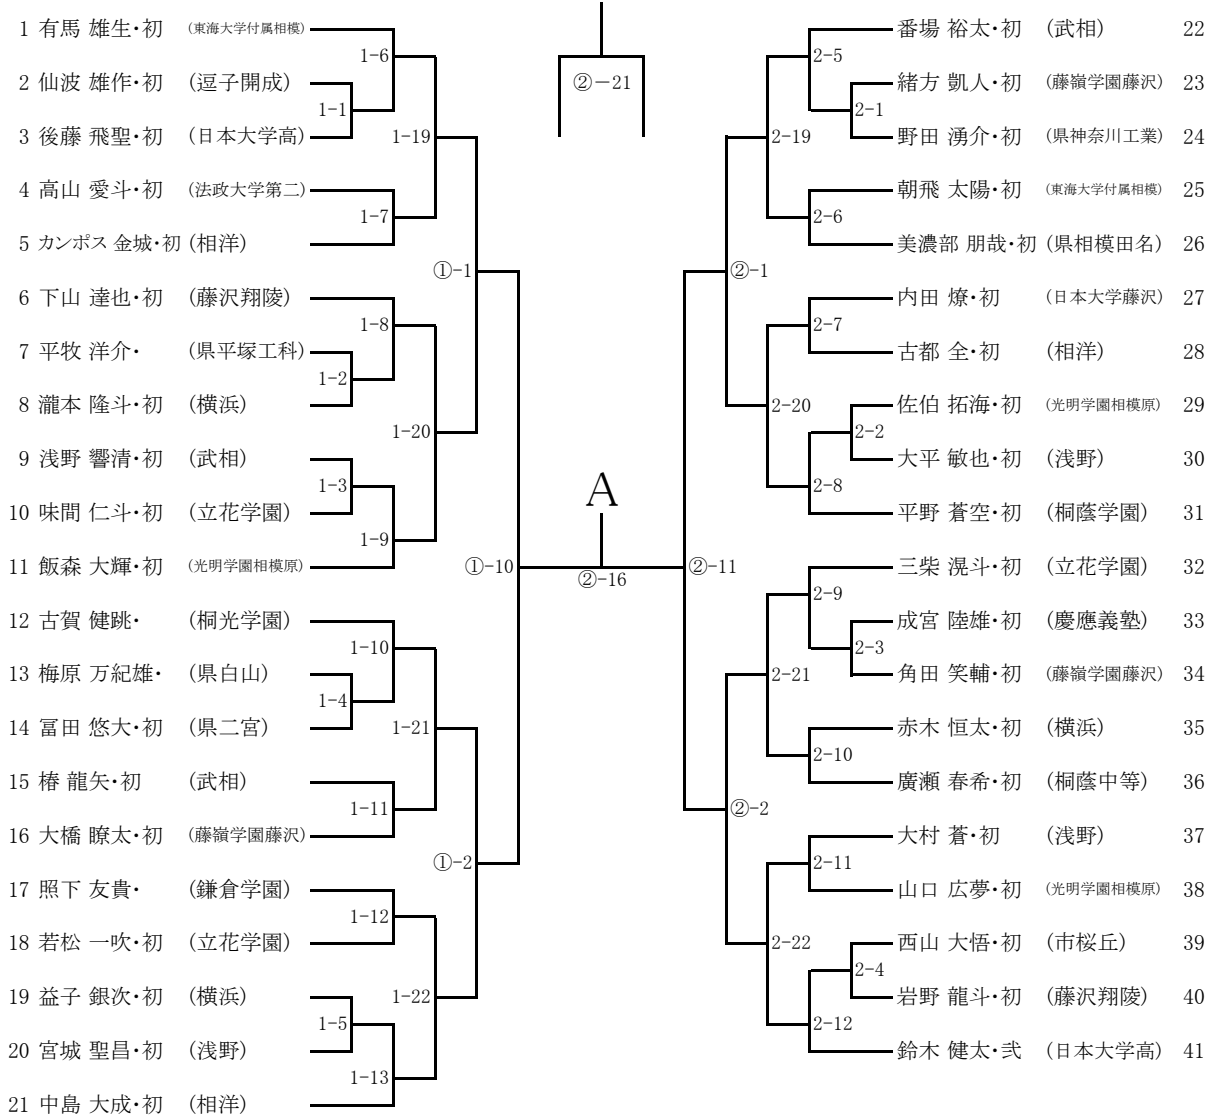 1 有馬 雄生・初 (東海大学付属相模)
1-6
2 仙波 雄作・初 (逗子開成)
1-1
3 後藤 飛聖・初 (日本大学高)
1-19
4 高山 愛斗・初 (法政大学第二)
1-7
5 カンポス 金城・初 (相洋)
①-1
6 下山 達也・初 (藤沢翔陵)
1-8
7 平牧 洋介・ (県平塚工科)
1-2
8 瀧本 隆斗・初 (横浜)
1-20
9 浅野 響清・初 (武相)
1-3
10 味間 仁斗・初 (立花学園)
1-9
11 飯森 大輝・初 (光明学園相模原)
①-10
12 古賀 健跳・ (桐光学園)
1-10
13 梅原 万紀雄・ (県白山)
1-4
14 冨田 悠大・初 (県二宮)
1-21
15 椿 龍矢・初 (武相)
1-11
16 大橋 瞭太・初 (藤嶺学園藤沢)
①-2
17 照下 友貴・ (鎌倉学園)
1-12
18 若松 一吹・初 (立花学園)
19 益子 銀次・初 (横浜)
1-22
1-5
20 宮城 聖昌・初 (浅野)
1-13
21 中島 大成・初 (相洋)
②-21
A
②-16
番場 裕太・初 (武相) 22
2-5
緒方 凱人・初 (藤嶺学園藤沢) 23
2-1
野田 湧介・初 (県神奈川工業) 24
2-19
朝飛 太陽・初 (東海大学付属相模) 25
2-6
美濃部 朋哉・初 (県相模田名) 26
②-1
内田 燎・初 (日本大学藤沢) 27
2-7
古都 全・初 (相洋) 28
佐伯 拓海・初 (光明学園相模原) 29
2-20
2-2
大平 敏也・初 (浅野) 30
2-8
平野 蒼空・初 (桐蔭学園) 31
②-11
三柴 滉斗・初 (立花学園) 32
2-9
成宮 陸雄・初 (慶應義塾) 33
2-3
角田 笑輔・初 (藤嶺学園藤沢) 34
2-21
赤木 恒太・初 (横浜) 35
2-10
廣瀬 春希・初 (桐蔭中等) 36
②-2
大村 蒼・初 (浅野) 37
2-11
山口 広夢・初 (光明学園相模原) 38
西山 大悟・初 (市桜丘) 39
2-22
2-4
岩野 龍斗・初 (藤沢翔陵) 40
2-12
鈴木 健太・弐 (日本大学高) 41